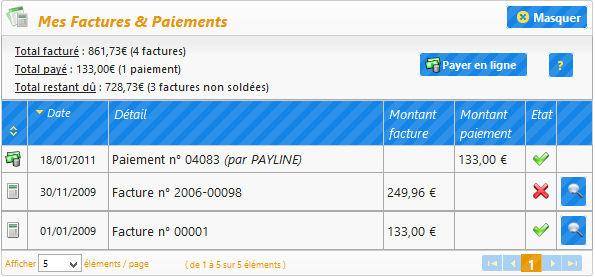 Mes Factures & Paiements
Masquer
Total facturé : 861,73€ (4 factures)
Total payé : 133,00€ (1 paiement)
Total restant dû : 728,73€ (3 factures non soldées)
Payer en ligne
?
Date Détail Montant facture Montant paiement Etat
18/01/2011 Paiement n° 04083 (par PAYLINE) 133,00 €
30/11/2009 Facture n° 2006-00098 249,96 €
01/01/2009 Facture n° 00001 133,00 €
Afficher 5 éléments / page ( de 1 à 5 sur 5 éléments ) 1